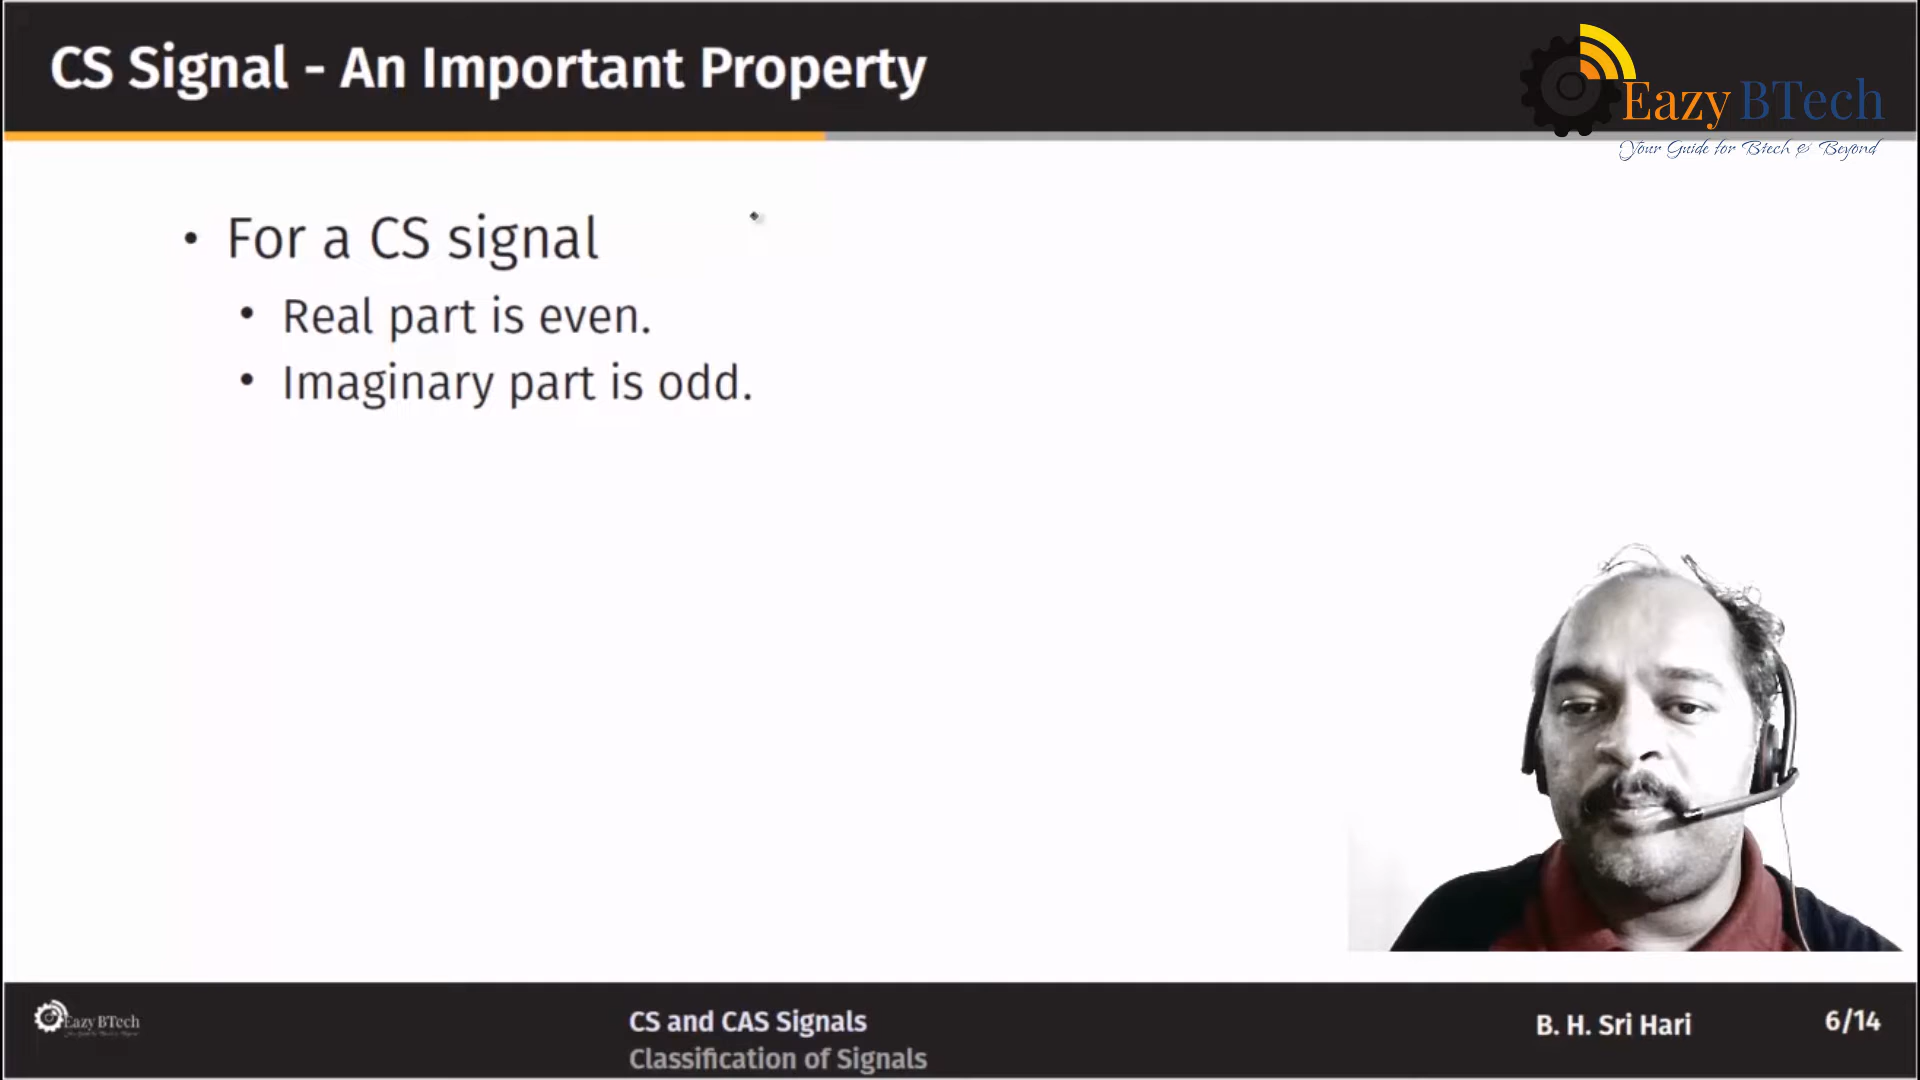 CS Signal - An Important Property
Eazy BTech
Your Guide for Btech & Beyond
• For a CS signal
• Real part is even.
• Imaginary part is odd.
Eazy BTech
CS and CAS Signals
Classification of Signals
B. H. Sri Hari
6/14